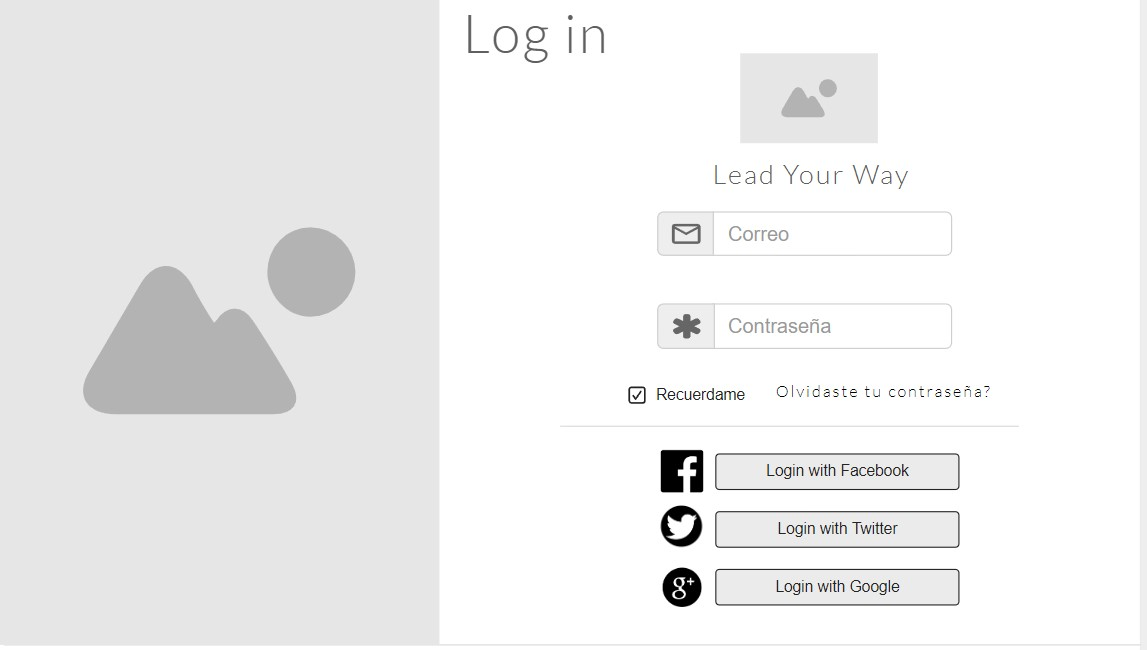 Log in
Lead Your Way
Correo
Contraseña
Recuerdame
Olvidaste tu contraseña?
Login with Facebook
Login with Twitter
g+
Login with Google